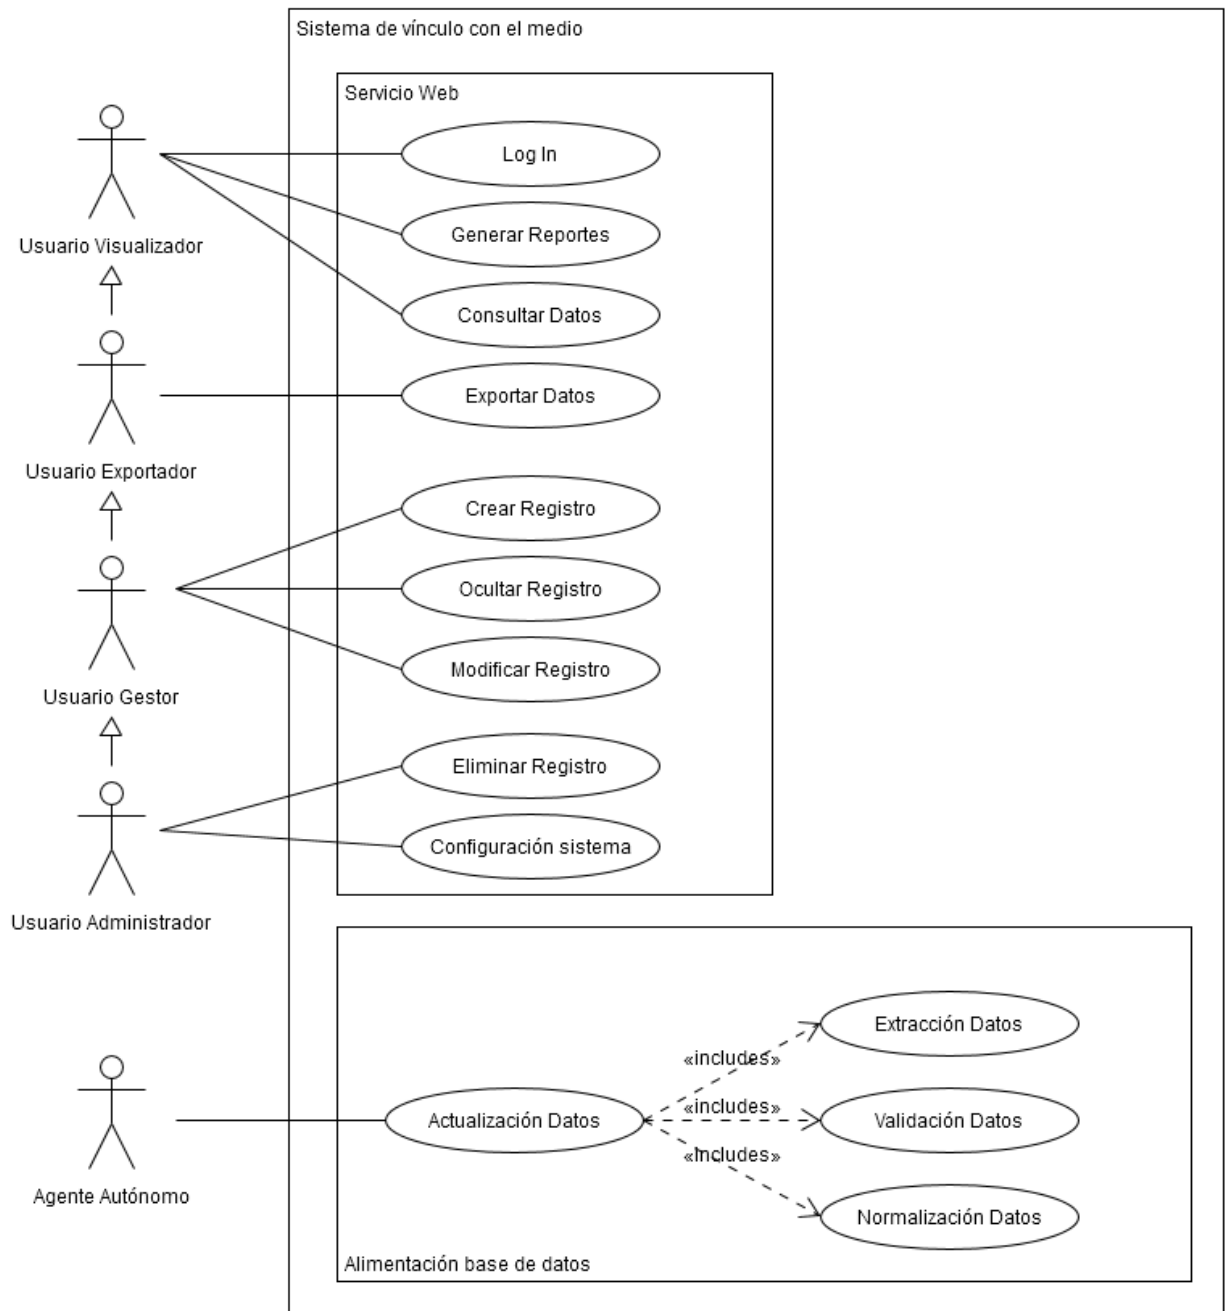 Sistema de vínculo con el medio
Servicio Web
Log In
Generar Reportes
Usuario Visualizador
Consultar Datos
Exportar Datos
Usuario Exportador
Crear Registro
Ocultar Registro
Modificar Registro
Usuario Gestor
Eliminar Registro
Configuración sistema
Usuario Administrador
Extracción Datos
«includes»
Actualización Datos
«includes»
Validación Datos
«includes»
Agente Autónomo
Normalización Datos
Alimentación base de datos